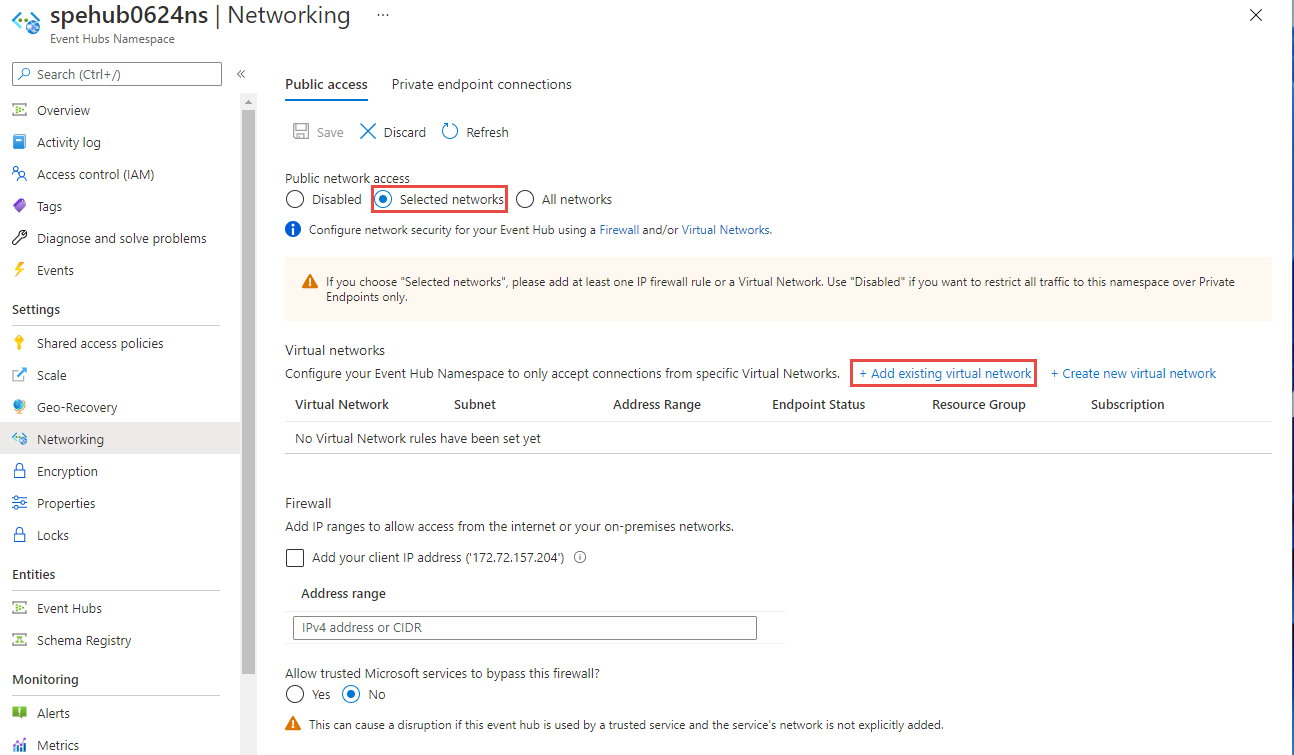 spehub0624ns | Networking ...
Event Hubs Namespace
Search (Ctrl+/)
«
Overview
Activity log
Access control (IAM)
Tags
Diagnose and solve problems
Events
Settings
Shared access policies
Scale
Geo-Recovery
Networking
Encryption
Properties
Locks
Entities
Event Hubs
Schema Registry
Monitoring
Alerts
Metrics
Public access Private endpoint connections
Save Discard Refresh
Public network access
Disabled Selected networks All networks
Configure network security for your Event Hub using a Firewall and/or Virtual Networks.
If you choose "Selected networks", please add at least one IP firewall rule or a Virtual Network. Use "Disabled" if you want to restrict all traffic to this namespace over Private
Endpoints only.
Virtual networks
Configure your Event Hub Namespace to only accept connections from specific Virtual Networks. + Add existing virtual network + Create new virtual network
Virtual Network Subnet Address Range Endpoint Status Resource Group Subscription
No Virtual Network rules have been set yet
Firewall
Add IP ranges to allow access from the internet or your on-premises networks.
Add your client IP address ('172.72.157.204')
Address range
IPv4 address or CIDR
Allow trusted Microsoft services to bypass this firewall?
Yes No
This can cause a disruption if this event hub is used by a trusted service and the service's network is not explicitly added.